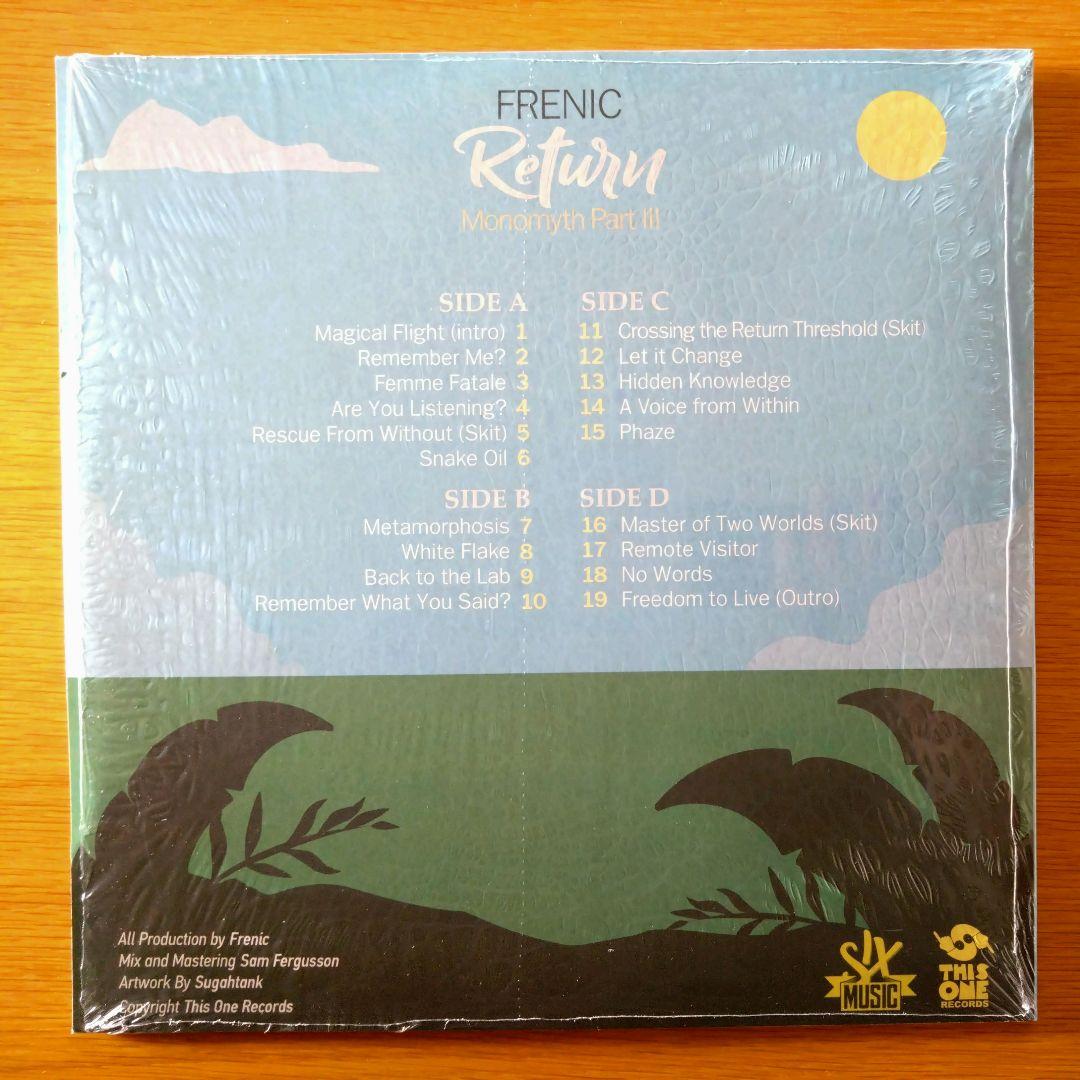 FRENIC
Return
Monomyth Part III
SIDE A
Magical Flight (intro) 1
Remember Me? 2
Femme Fatale 3
Are You Listening? 4
Rescue From Without (Skit) 5
Snake Oil 6
SIDE B
Metamorphosis 7
White Flake 8
Back to the Lab 9
Remember What You Said? 10
SIDE C
11 Crossing the Return Threshold (Skit)
12 Let it Change
13 Hidden Knowledge
14 A Voice from Within
15 Phaze
SIDE D
16 Master of Two Worlds (Skit)
17 Remote Visitor
18 No Words
19 Freedom to Live (Outro)
All Production by Frenic
Mix and Mastering Sam Fergusson
Artwork By Sugahtank
Copyright This One Records
SIX
MUSIC
THIS
ONE
RECORDS